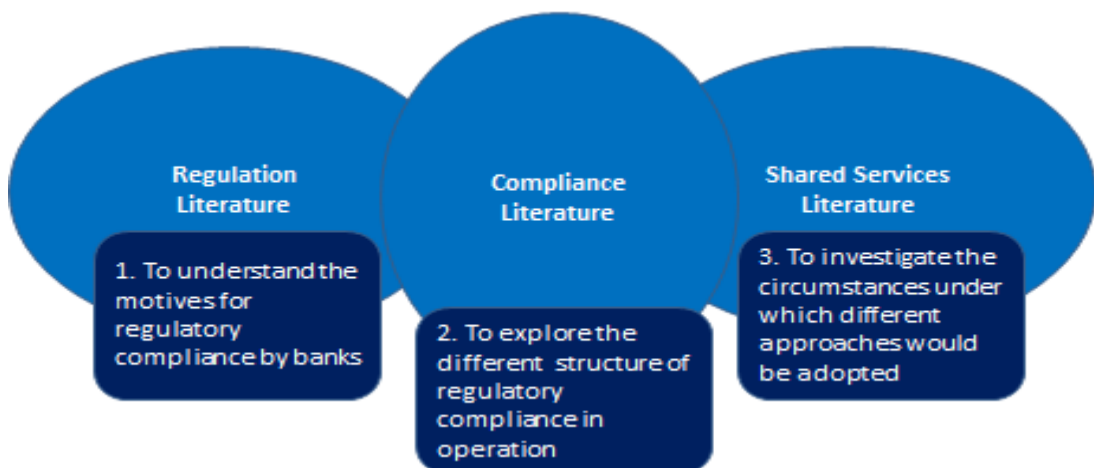 Regulation
Literature
1. To understand the
motives for
regulatory
compliance by banks
Compliance
Literature
2. To explore the
different structure of
regulatory
compliance in
operation
Shared Services
Literature
3. To investigate the
circumstances under
which different
approaches would
be adopted